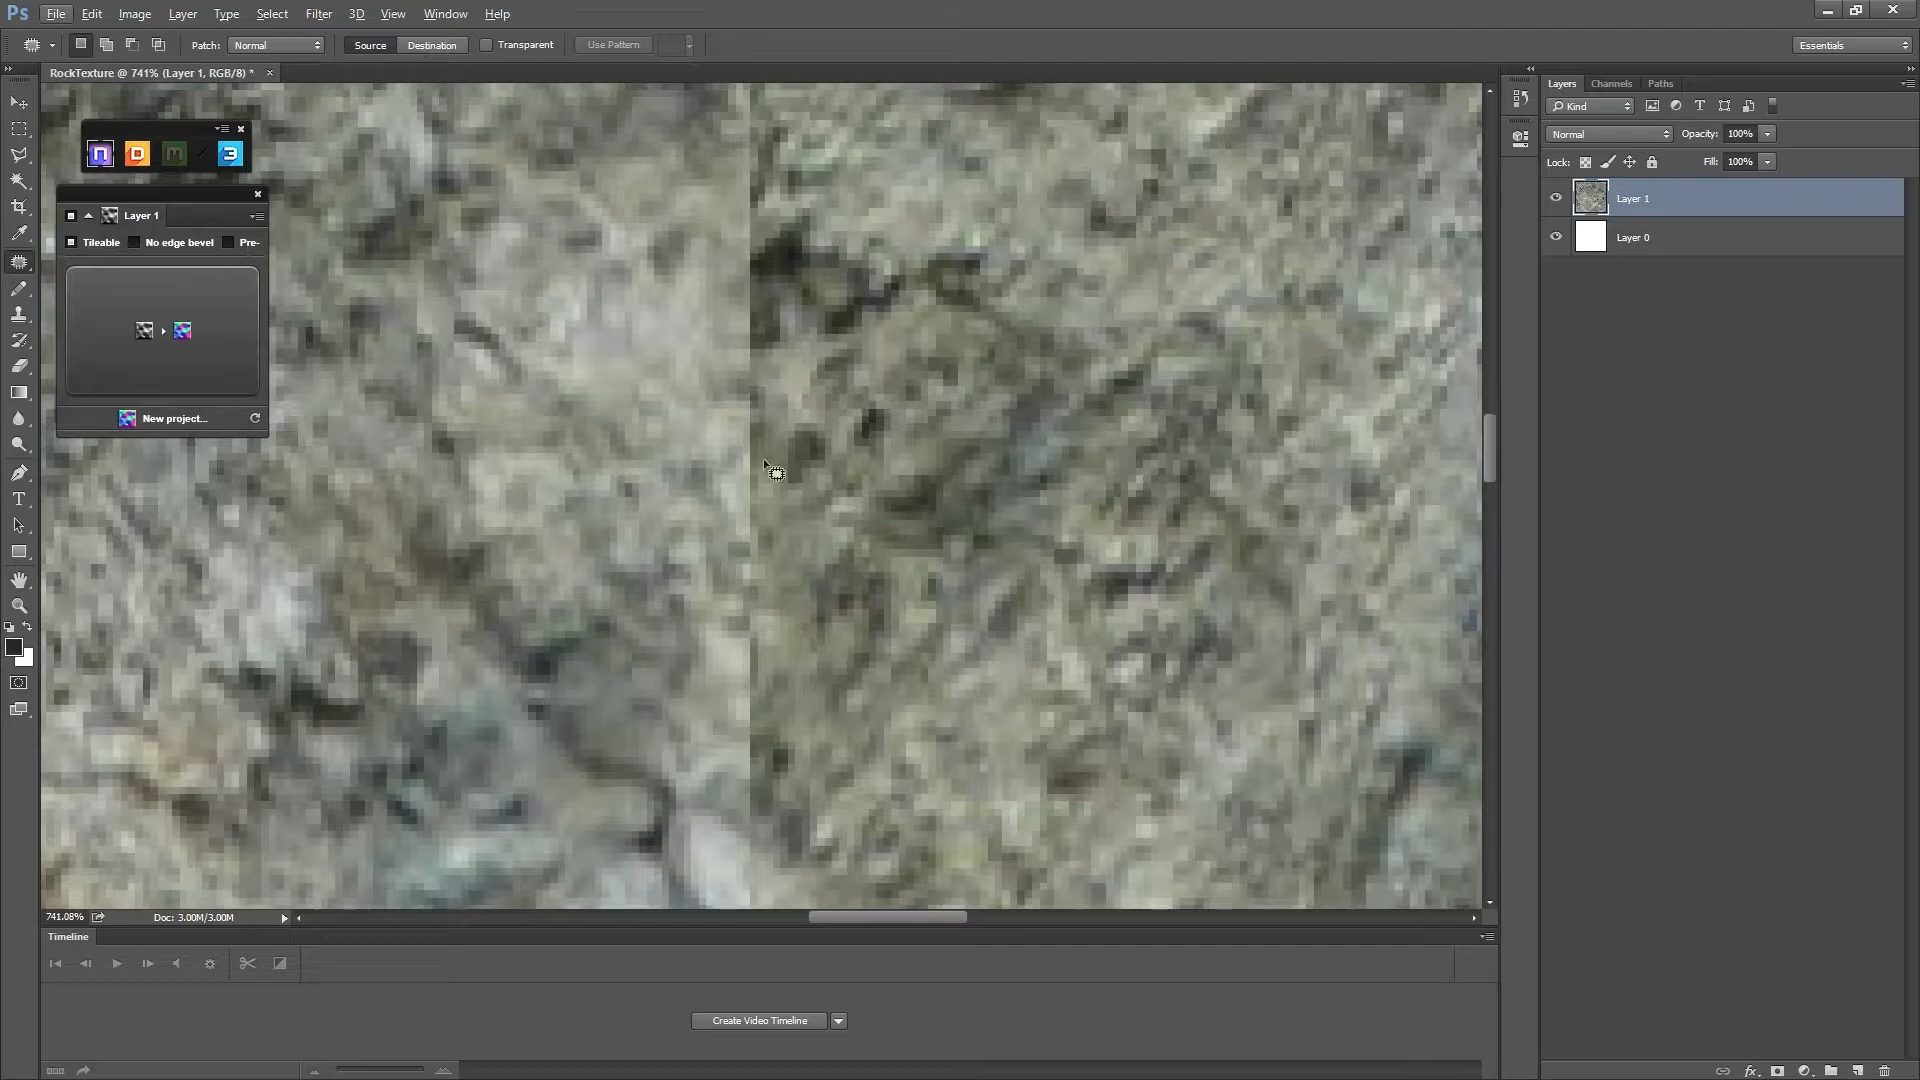 Ps File Edit Image Layer Type Select Filter 3D View Window Help
Patch: Normal Source Destination Transparent Use Pattern Essentials
RockTexture @ 741% (Layer 1, RGB/8) *
Layers Channels Paths
Kind
Normal Opacity: 100%
Lock: Fill: 100%
Layer 1
Layer 0
n D m 3
Layer 1
Tileable No edge bevel Pre-
New project...
741.08% Doc: 3.00M/3.00M
Timeline
Create Video Timeline